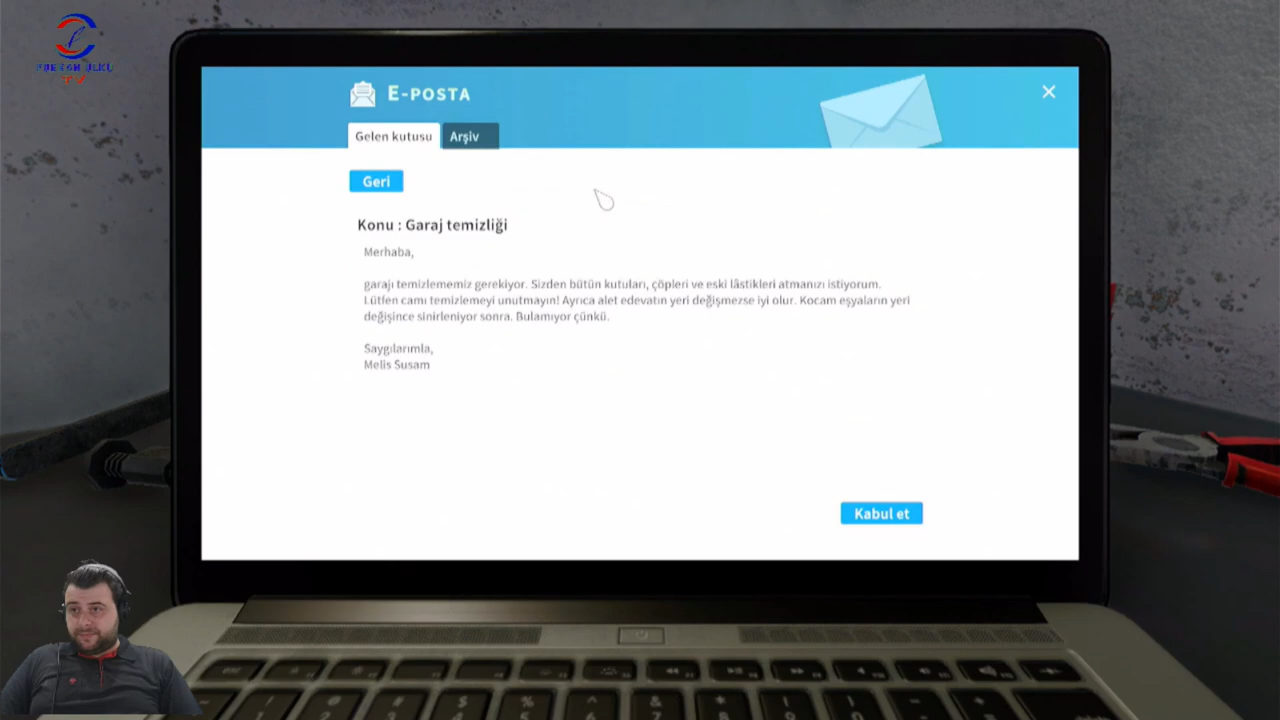 E-POSTA
Gelen kutusu
Arşiv
Geri
Konu : Garaj temizliği
Merhaba,
garajı temizlememiz gerekiyor. Sizden bütün kutuları, çöpleri ve eski lâstikleri atmanızı istiyorum.
Lütfen camı temizlemeyi unutmayın! Ayrıca alet edevatın yeri değişmezse iyi olur. Kocam eşyaların yeri
değişince sinirleniyor sonra. Bulamıyor çünkü.
Saygılarımla,
Melis Susam
Kabul et
TV